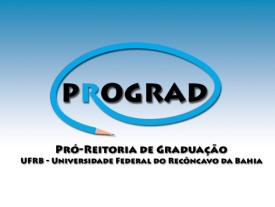 PROGRAD
Pró-Reitoria de Graduação
UFRB - Universidade Federal do Recôncavo da Bahia